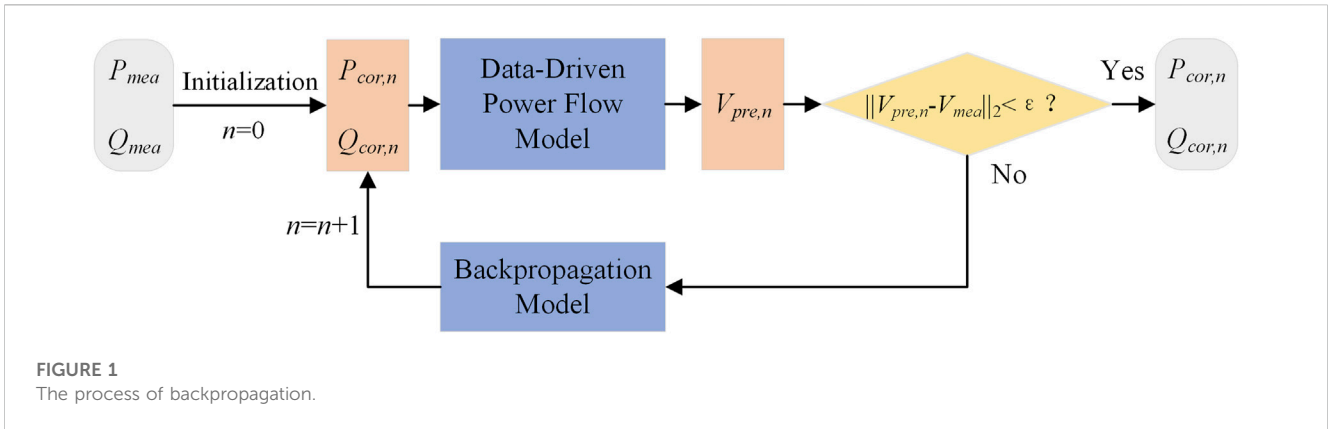 P_mea
Q_mea
Initialization
n=0
P_cor,n
Q_cor,n
Data-Driven
Power Flow
Model
V_pre,n
||V_pre,n-V_mea||_2< ε ?
Yes
P_cor,n
Q_cor,n
No
n=n+1
Backpropagation
Model
FIGURE 1
The process of backpropagation.